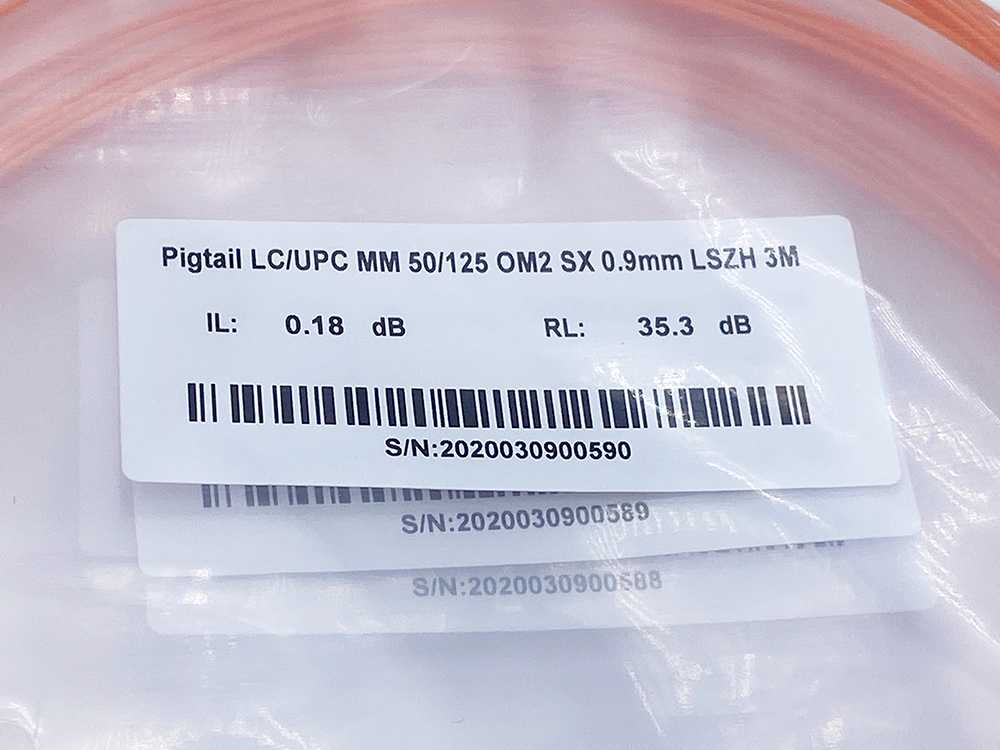 Pigtail LC/UPC MM 50/125 OM2 SX 0.9mm LSZH 3M
IL: 0.18 dB RL: 35.3 dB
S/N:2020030900590
S/N:2020030900589
S/N:2020030900588